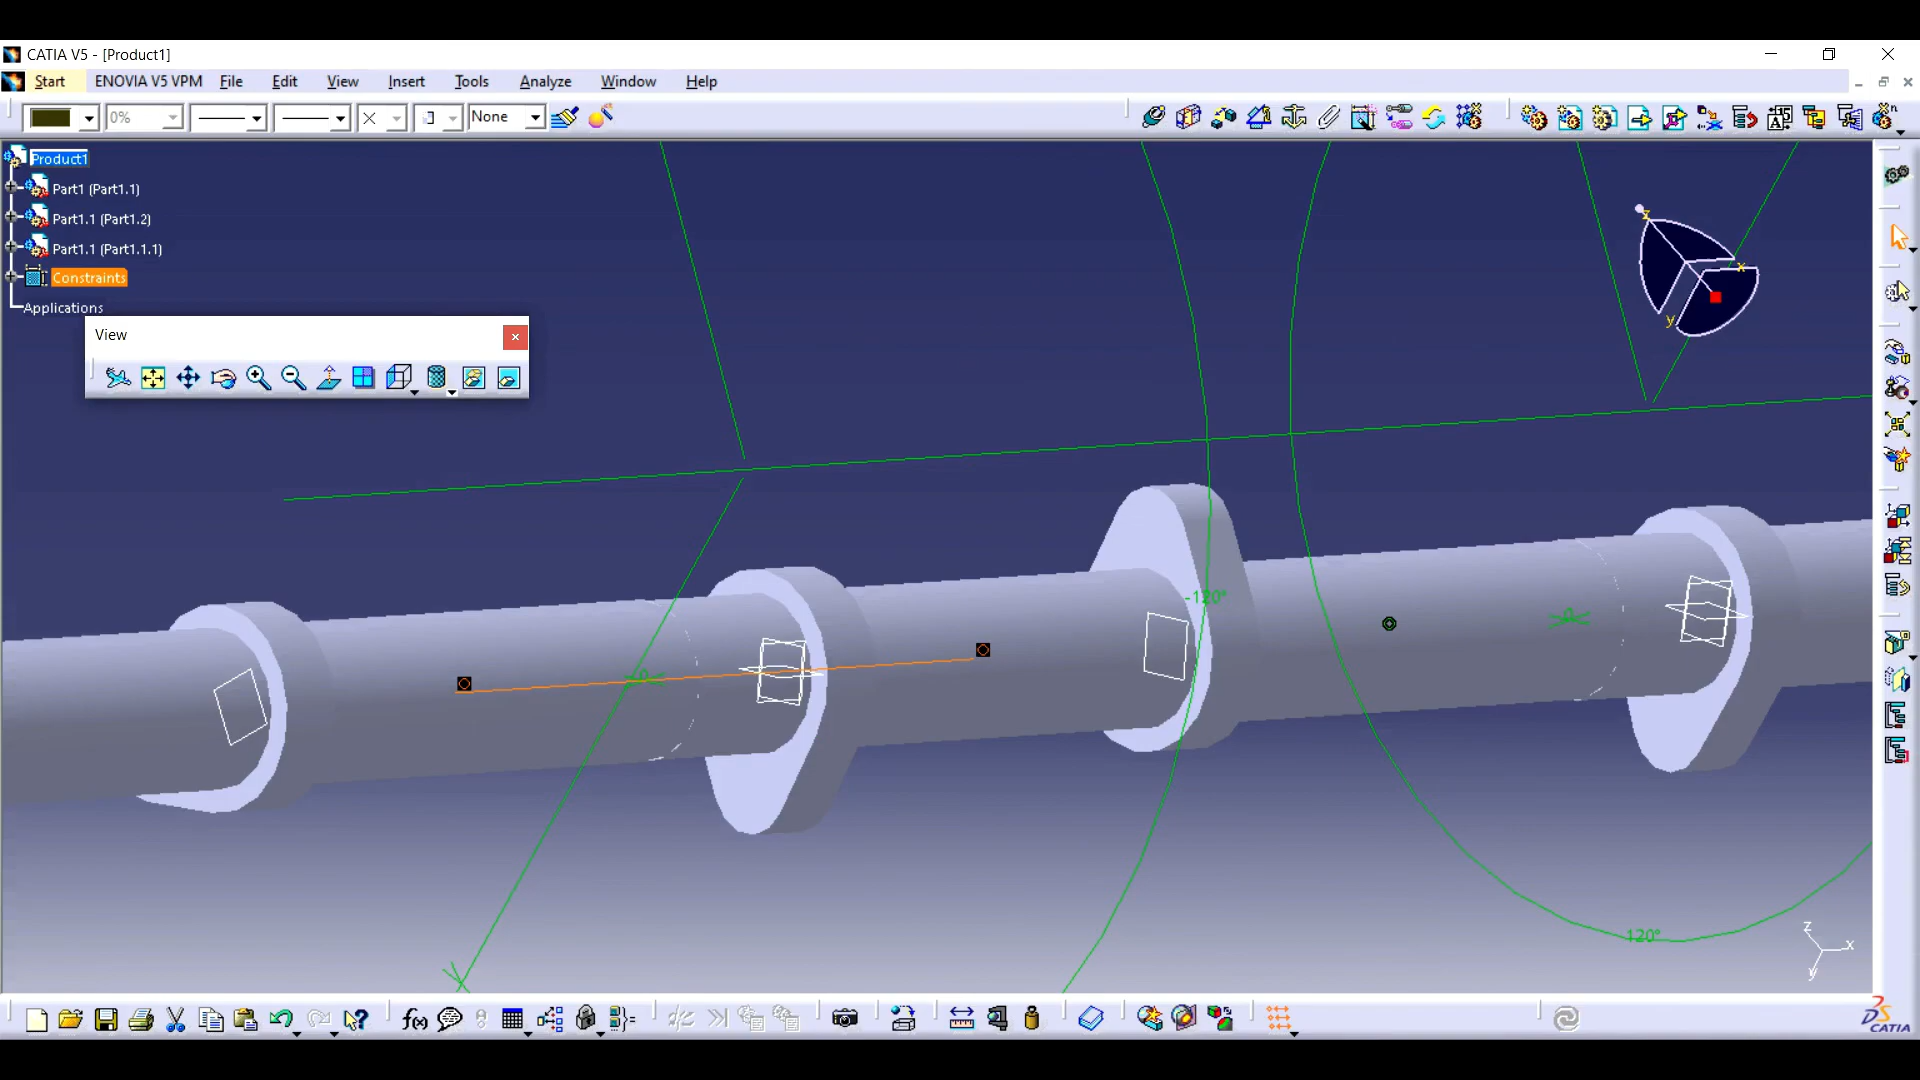 CATIA V5 - [Product1]
Start ENOVIA V5 VPM File Edit View Insert Tools Analyze Window Help
0% None
Product1
Part1 (Part1.1)
Part1.1 (Part1.2)
Part1.1 (Part1.1.1)
Constraints
Applications
View
z
x
y
-120°
120°
z
x
y
f(x)
CATIA